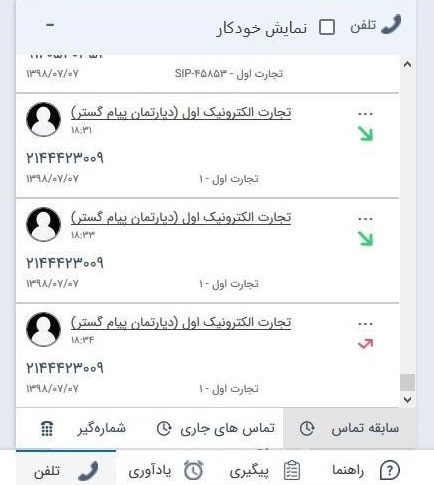 تلفن
نمایش خودکار
-
تجارت اول - SIP-۴۵۸۵۳
۱۳۹۸/۰۷/۰۷
تجارت الکترونیک اول (دپارتمان پیام گستر)
۱۸:۳۱
۲۱۴۴۴۲۳۰۰۹
تجارت اول - ۱
۱۳۹۸/۰۷/۰۷
تجارت الکترونیک اول (دپارتمان پیام گستر)
۱۸:۳۳
۲۱۴۴۴۲۳۰۰۹
تجارت اول - ۱
۱۳۹۸/۰۷/۰۷
تجارت الکترونیک اول (دپارتمان پیام گستر)
۱۸:۳۴
۲۱۴۴۴۲۳۰۰۹
تجارت اول - ۱
۱۳۹۸/۰۷/۰۷
سابقه تماس تماس های جاری شماره‌گیر
راهنما پیگیری یادآوری تلفن